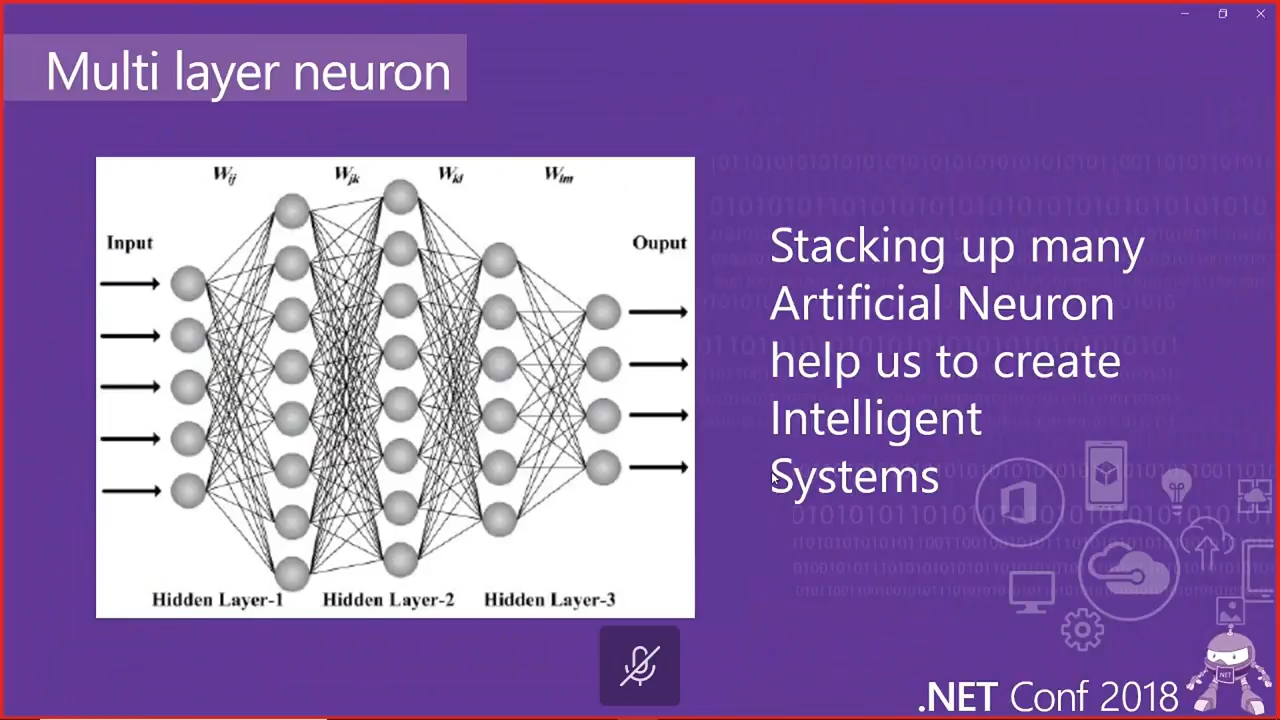 Multi layer neuron
Wij Wjk Wkl Wlm
Input
Ouput
Hidden Layer-1 Hidden Layer-2 Hidden Layer-3
Stacking up many
Artificial Neuron
help us to create
Intelligent
Systems
.NET Conf 2018
.NET